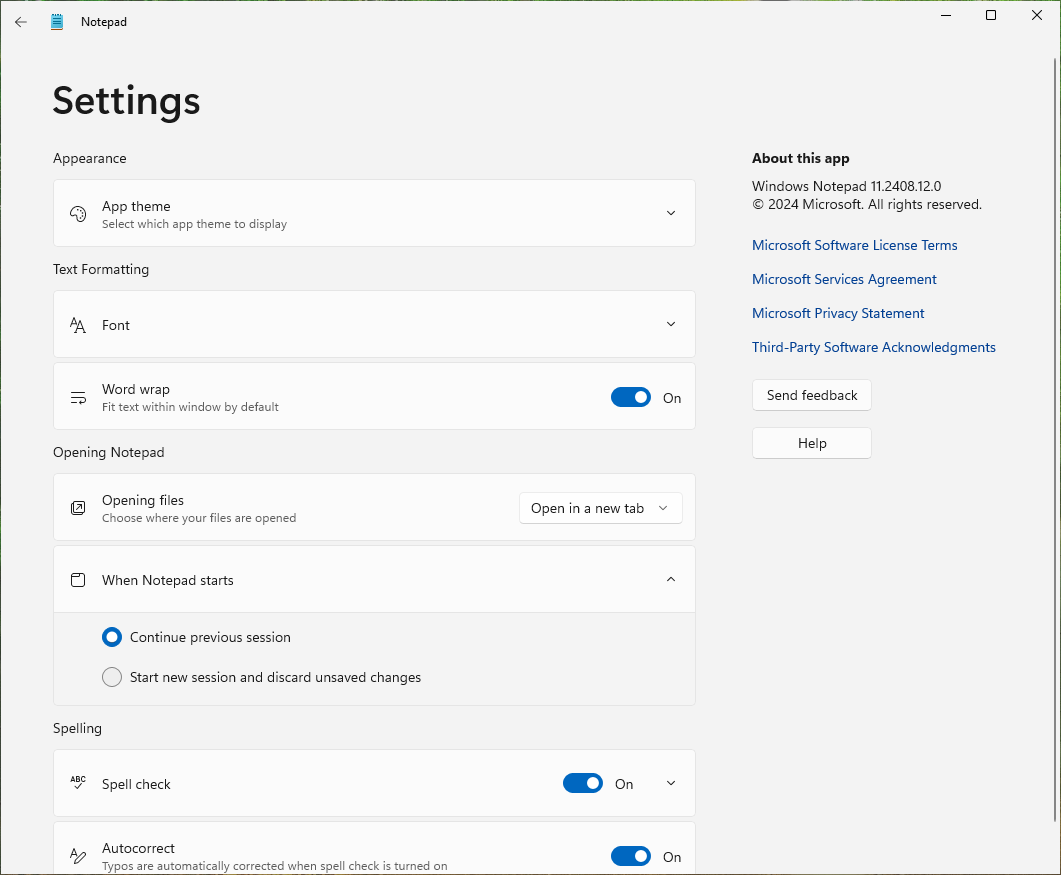 Notepad
Settings
Appearance
App theme
Select which app theme to display
Text Formatting
Font
Word wrap
Fit text within window by default
On
Opening Notepad
Opening files
Choose where your files are opened
Open in a new tab
When Notepad starts
Continue previous session
Start new session and discard unsaved changes
Spelling
ABC
Spell check
On
Autocorrect
Typos are automatically corrected when spell check is turned on
On
About this app
Windows Notepad 11.2408.12.0
© 2024 Microsoft. All rights reserved.
Microsoft Software License Terms
Microsoft Services Agreement
Microsoft Privacy Statement
Third-Party Software Acknowledgments
Send feedback
Help